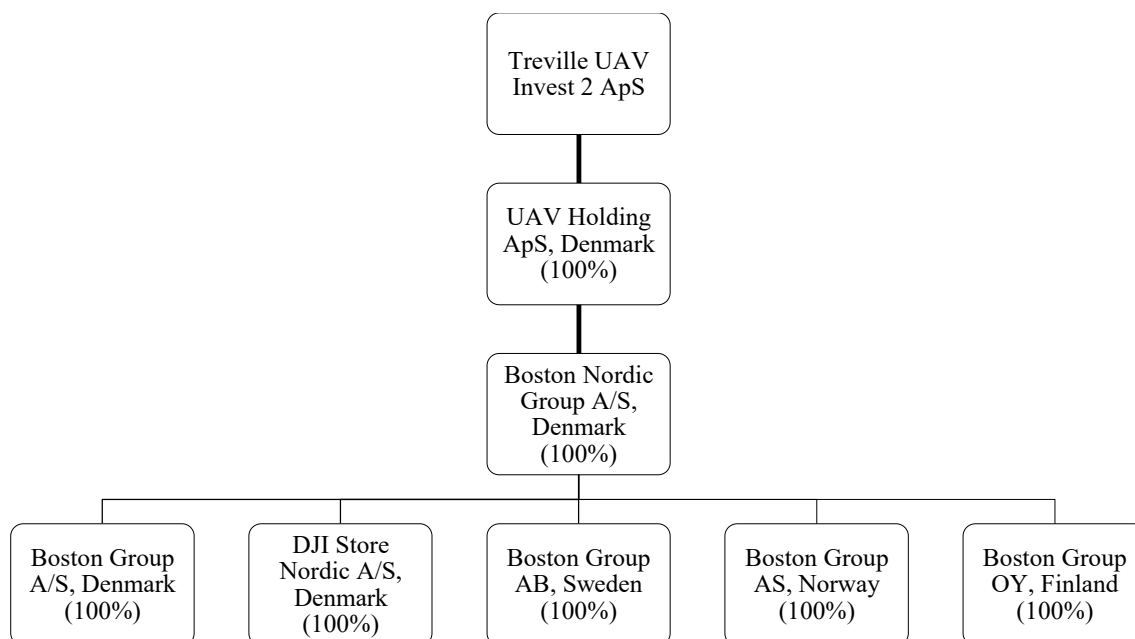 Treville UAV
Invest 2 ApS
UAV Holding
ApS, Denmark
(100%)
Boston Nordic
Group A/S,
Denmark
(100%)
Boston Group
A/S, Denmark
(100%)
DJI Store
Nordic A/S,
Denmark
(100%)
Boston Group
AB, Sweden
(100%)
Boston Group
AS, Norway
(100%)
Boston Group
OY, Finland
(100%)